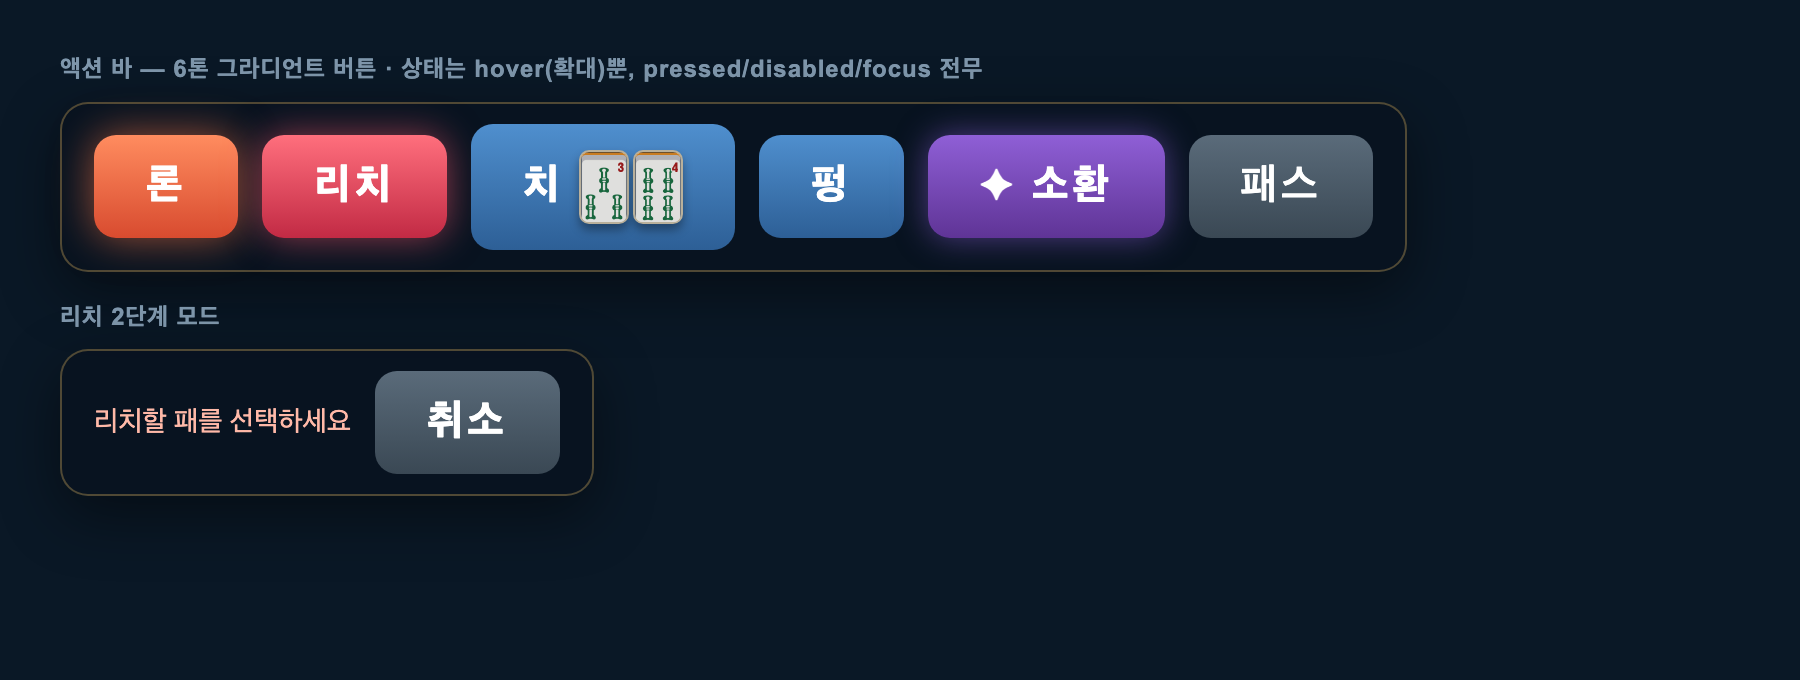 액션 바 — 6톤 그라디언트 버튼 · 상태는 hover(확대)뿐, pressed/disabled/focus 전무
론 리치 치 3 4 펑 ✦ 소환 패스
리치 2단계 모드
리치할 패를 선택하세요 취소